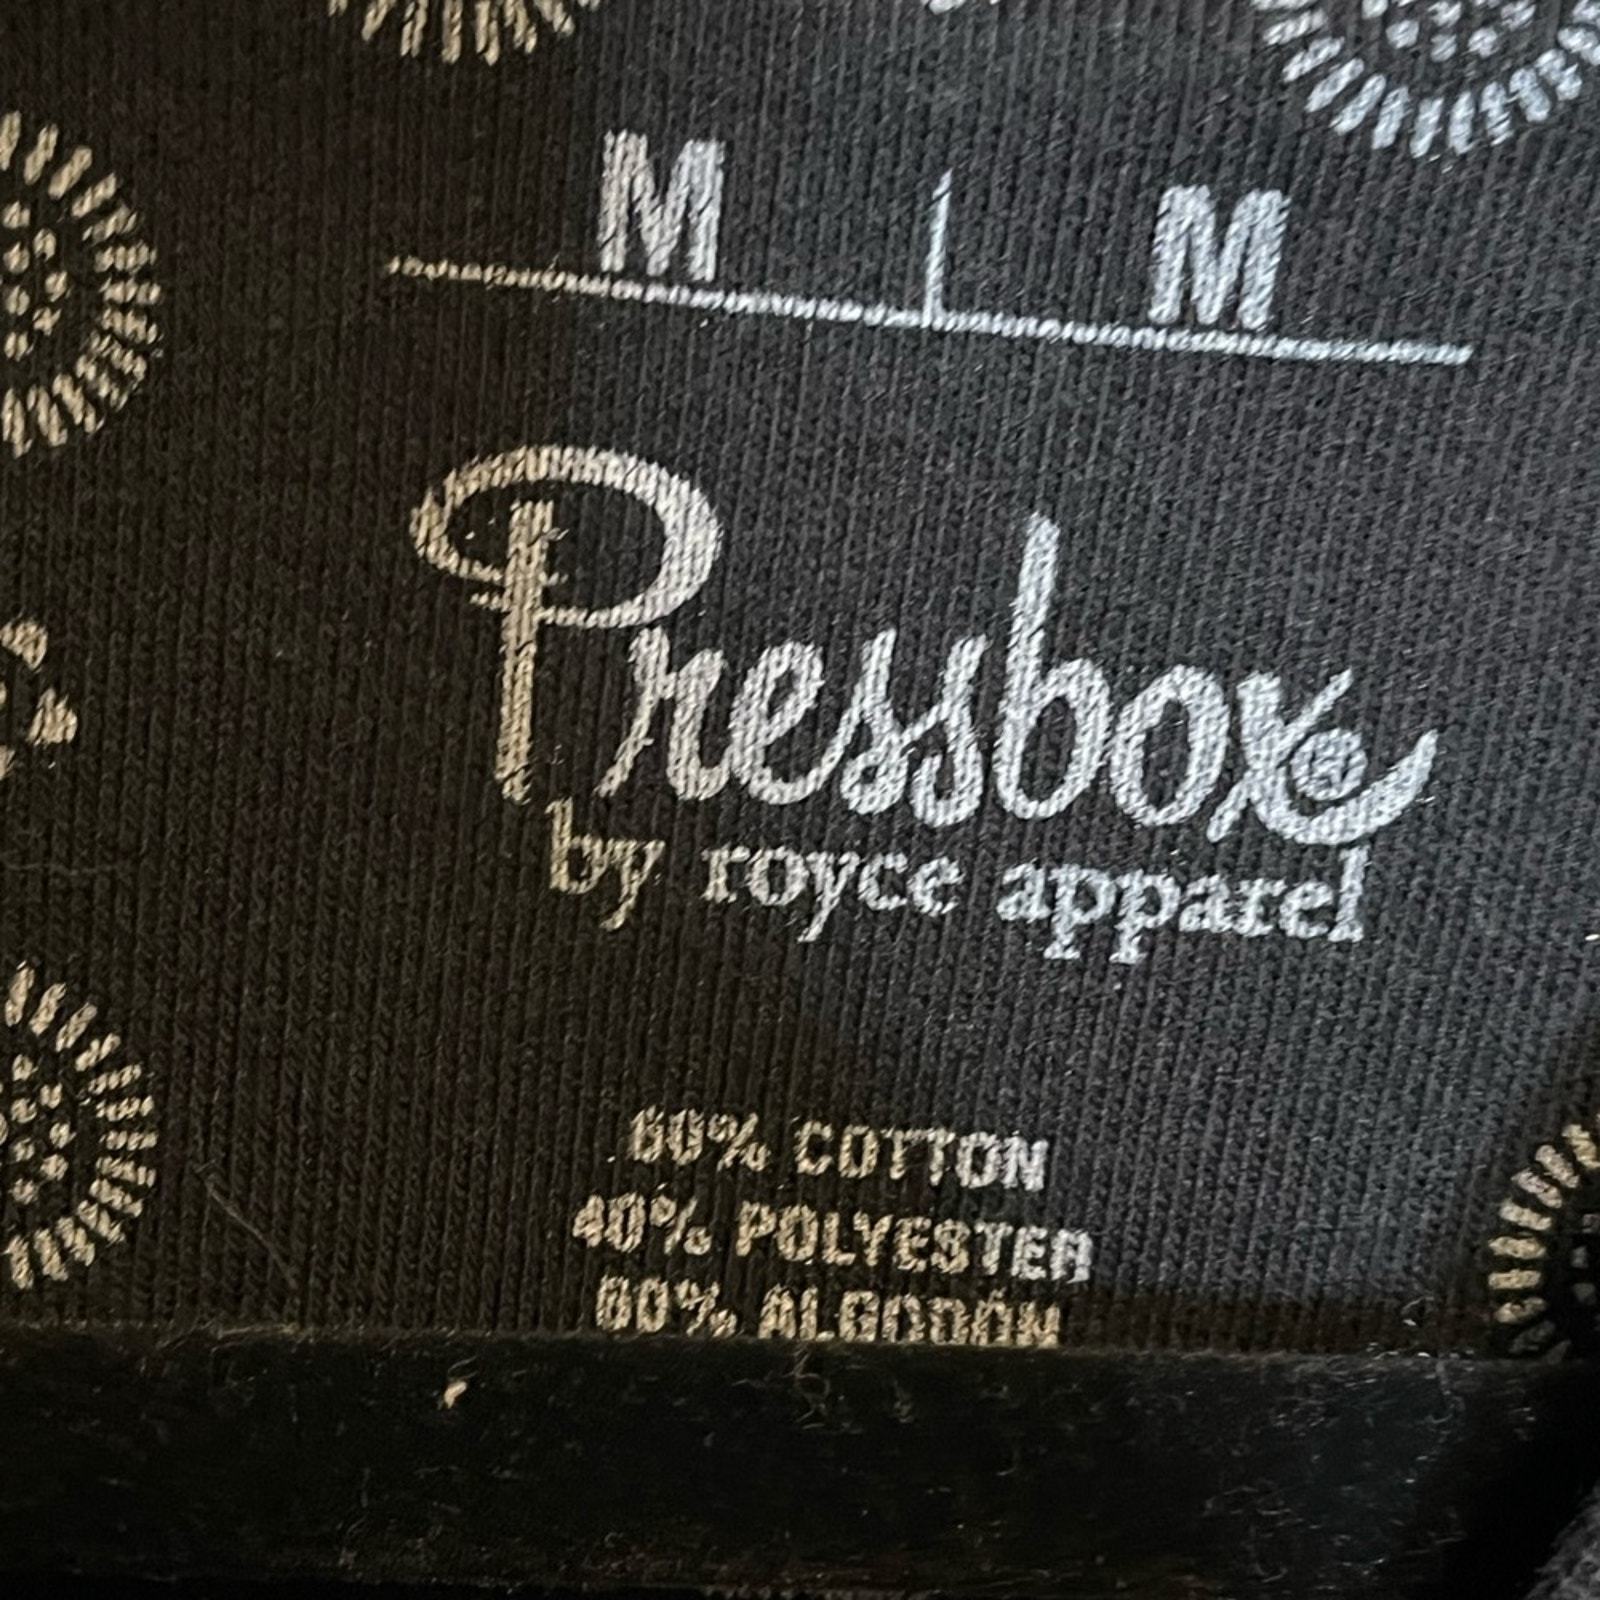 M | M
Pressbox®
by royce apparel
60% COTTON
40% POLYESTER
60% ALGODÓN